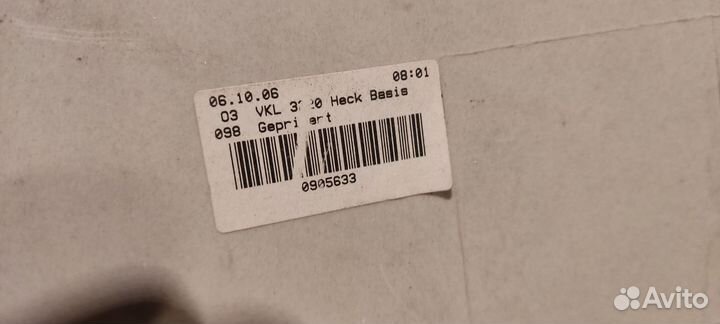 06.10.06 08:01
03 VKL Heck Basis
098
0905633
Avito